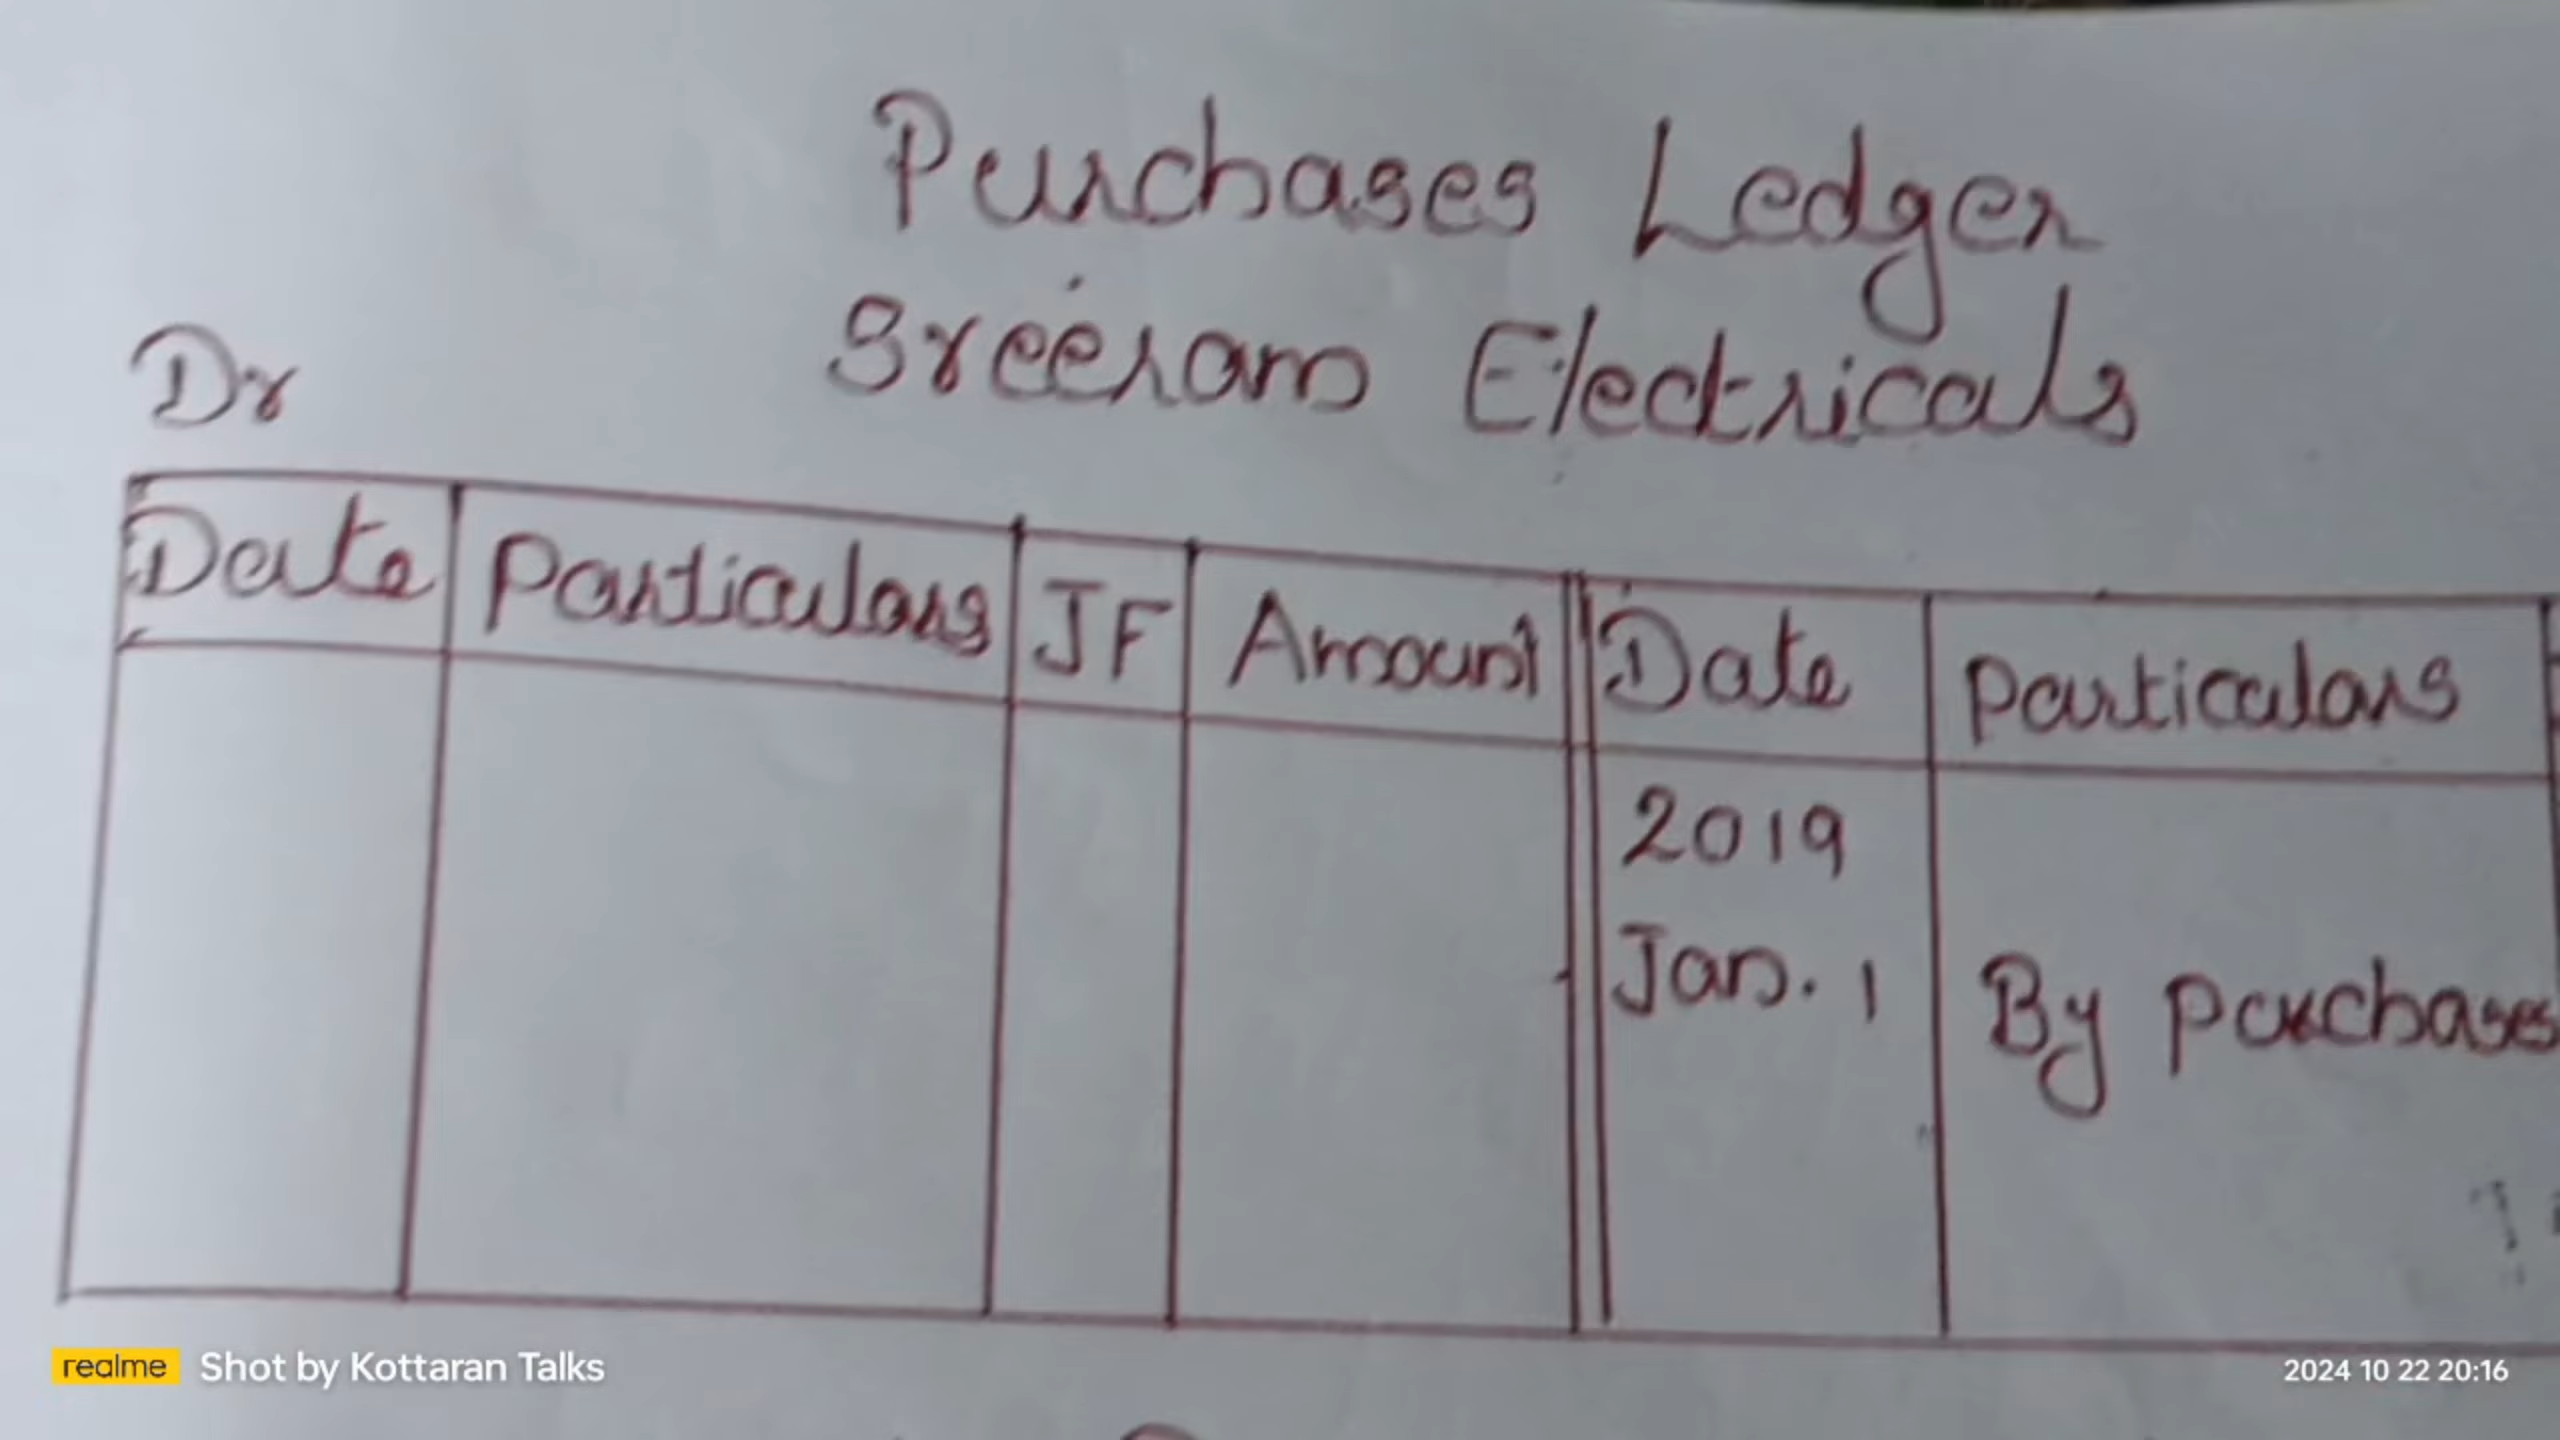 Purchases Ledger
Dr Sreeram Electricals
Date Particulars JF Amount Date Particulars
2019
Jan. 1 By Purchases
realme Shot by Kottaran Talks 2024 10 22 20:16